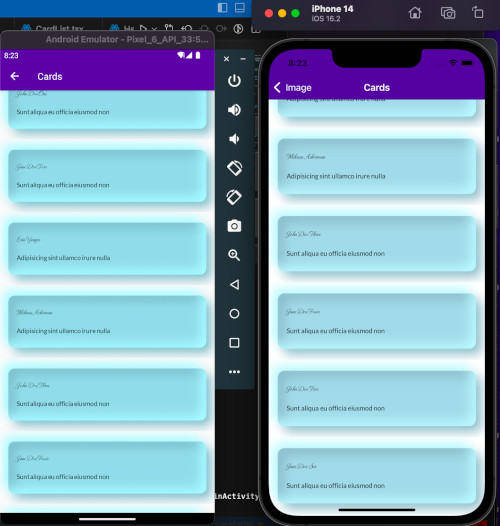 CardList.tsx
iPhone 14
iOS 16.2
Android Emulator - Pixel_6_API_33:5...
8:23
Cards
John Doe One
Sunt aliqua eu officia eiusmod non
Jane Doe Two
Sunt aliqua eu officia eiusmod non
Eren Yeager
Adipisicing sint ullamco irure nulla
Mikasa Ackerman
Adipisicing sint ullamco irure nulla
John Doe Three
Sunt aliqua eu officia eiusmod non
Jane Doe Four
Sunt aliqua eu officia eiusmod non
inActivity
8:23
Image
Cards
Adipisicing sint ullamco irure nulla
Mikasa Ackerman
Adipisicing sint ullamco irure nulla
John Doe Three
Sunt aliqua eu officia eiusmod non
Jane Doe Four
Sunt aliqua eu officia eiusmod non
John Doe Five
Sunt aliqua eu officia eiusmod non
Jane Doe Six
Sunt aliqua eu officia eiusmod non